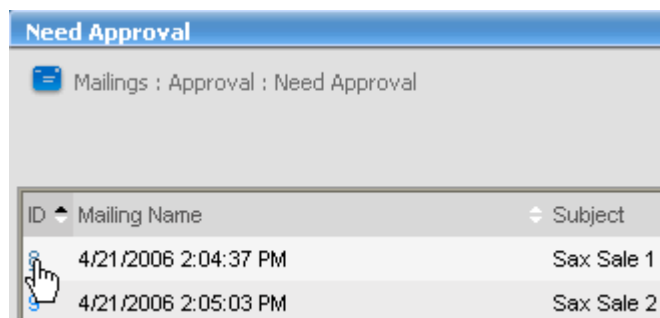 Need Approval
Mailings : Approval : Need Approval
ID Mailing Name Subject
4/21/2006 2:04:37 PM Sax Sale 1
9 4/21/2006 2:05:03 PM Sax Sale 2